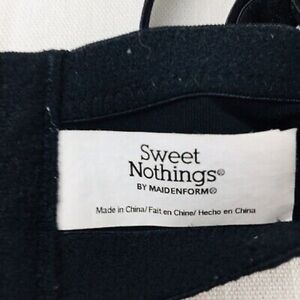 Sweet
Nothings®
BY MAIDENFORM®
Made in China/ Fait en Chine/ Hecho en China